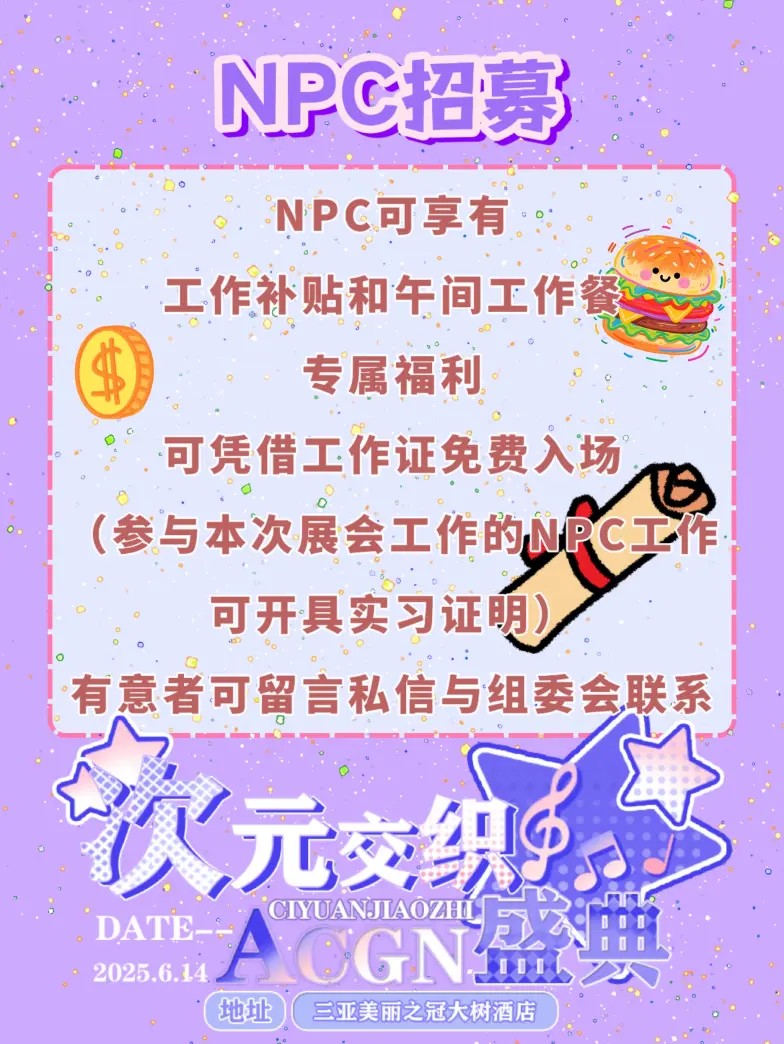 NPC招募
NPC可享有
工作补贴和午间工作餐
专属福利
可凭借工作证免费入场
（参与本次展会工作的NPC工作
可开具实习证明）
有意者可留言私信与组委会联系
次元交织
CIYUANJIAOZHI
DATE--
ACGN盛典
2025.6.14
地址 三亚美丽之冠大树酒店